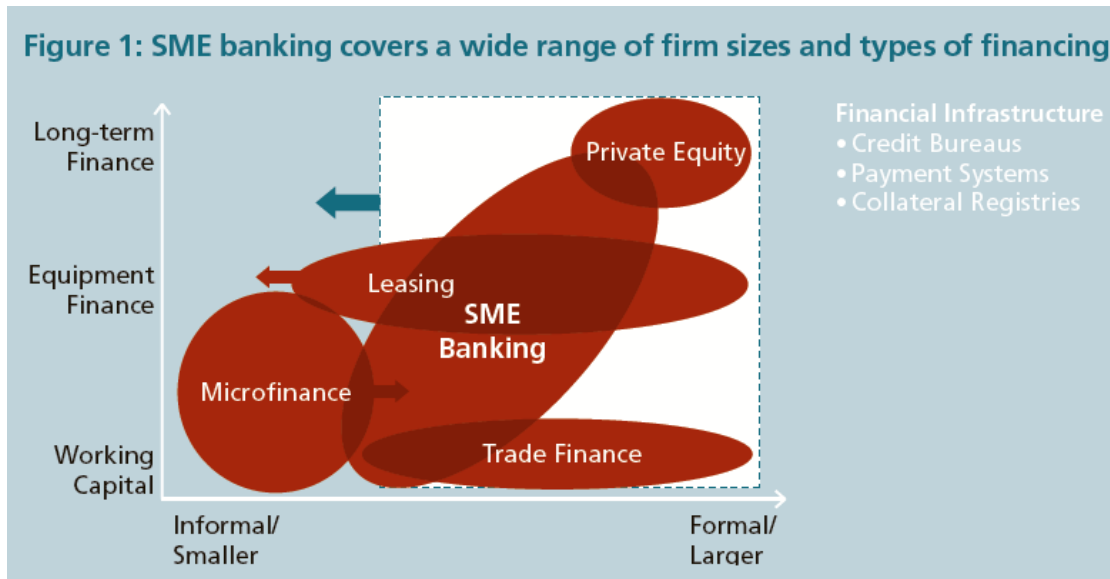 Figure 1: SME banking covers a wide range of firm sizes and types of financing
Long-term
Finance
Equipment
Finance
Working
Capital
Private Equity
Leasing
SME
Banking
Microfinance
Trade Finance
Informal/
Smaller
Formal/
Larger
Financial Infrastructure
• Credit Bureaus
• Payment Systems
• Collateral Registries